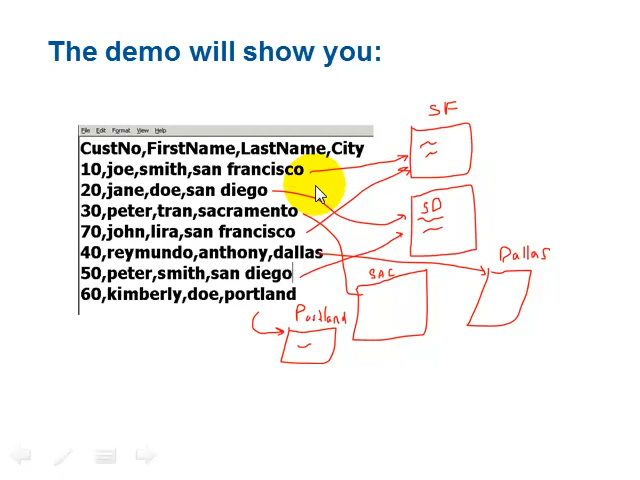 The demo will show you:
File Edit Format View Help
CustNo,FirstName,LastName,City
10,joe,smith,san francisco
20,jane,doe,san diego
30,peter,tran,sacramento
70,john,lira,san francisco
40,reymundo,anthony,dallas
50,peter,smith,san diego
60,kimberly,doe,portland
SF
SD
Dallas
SAC
Portland